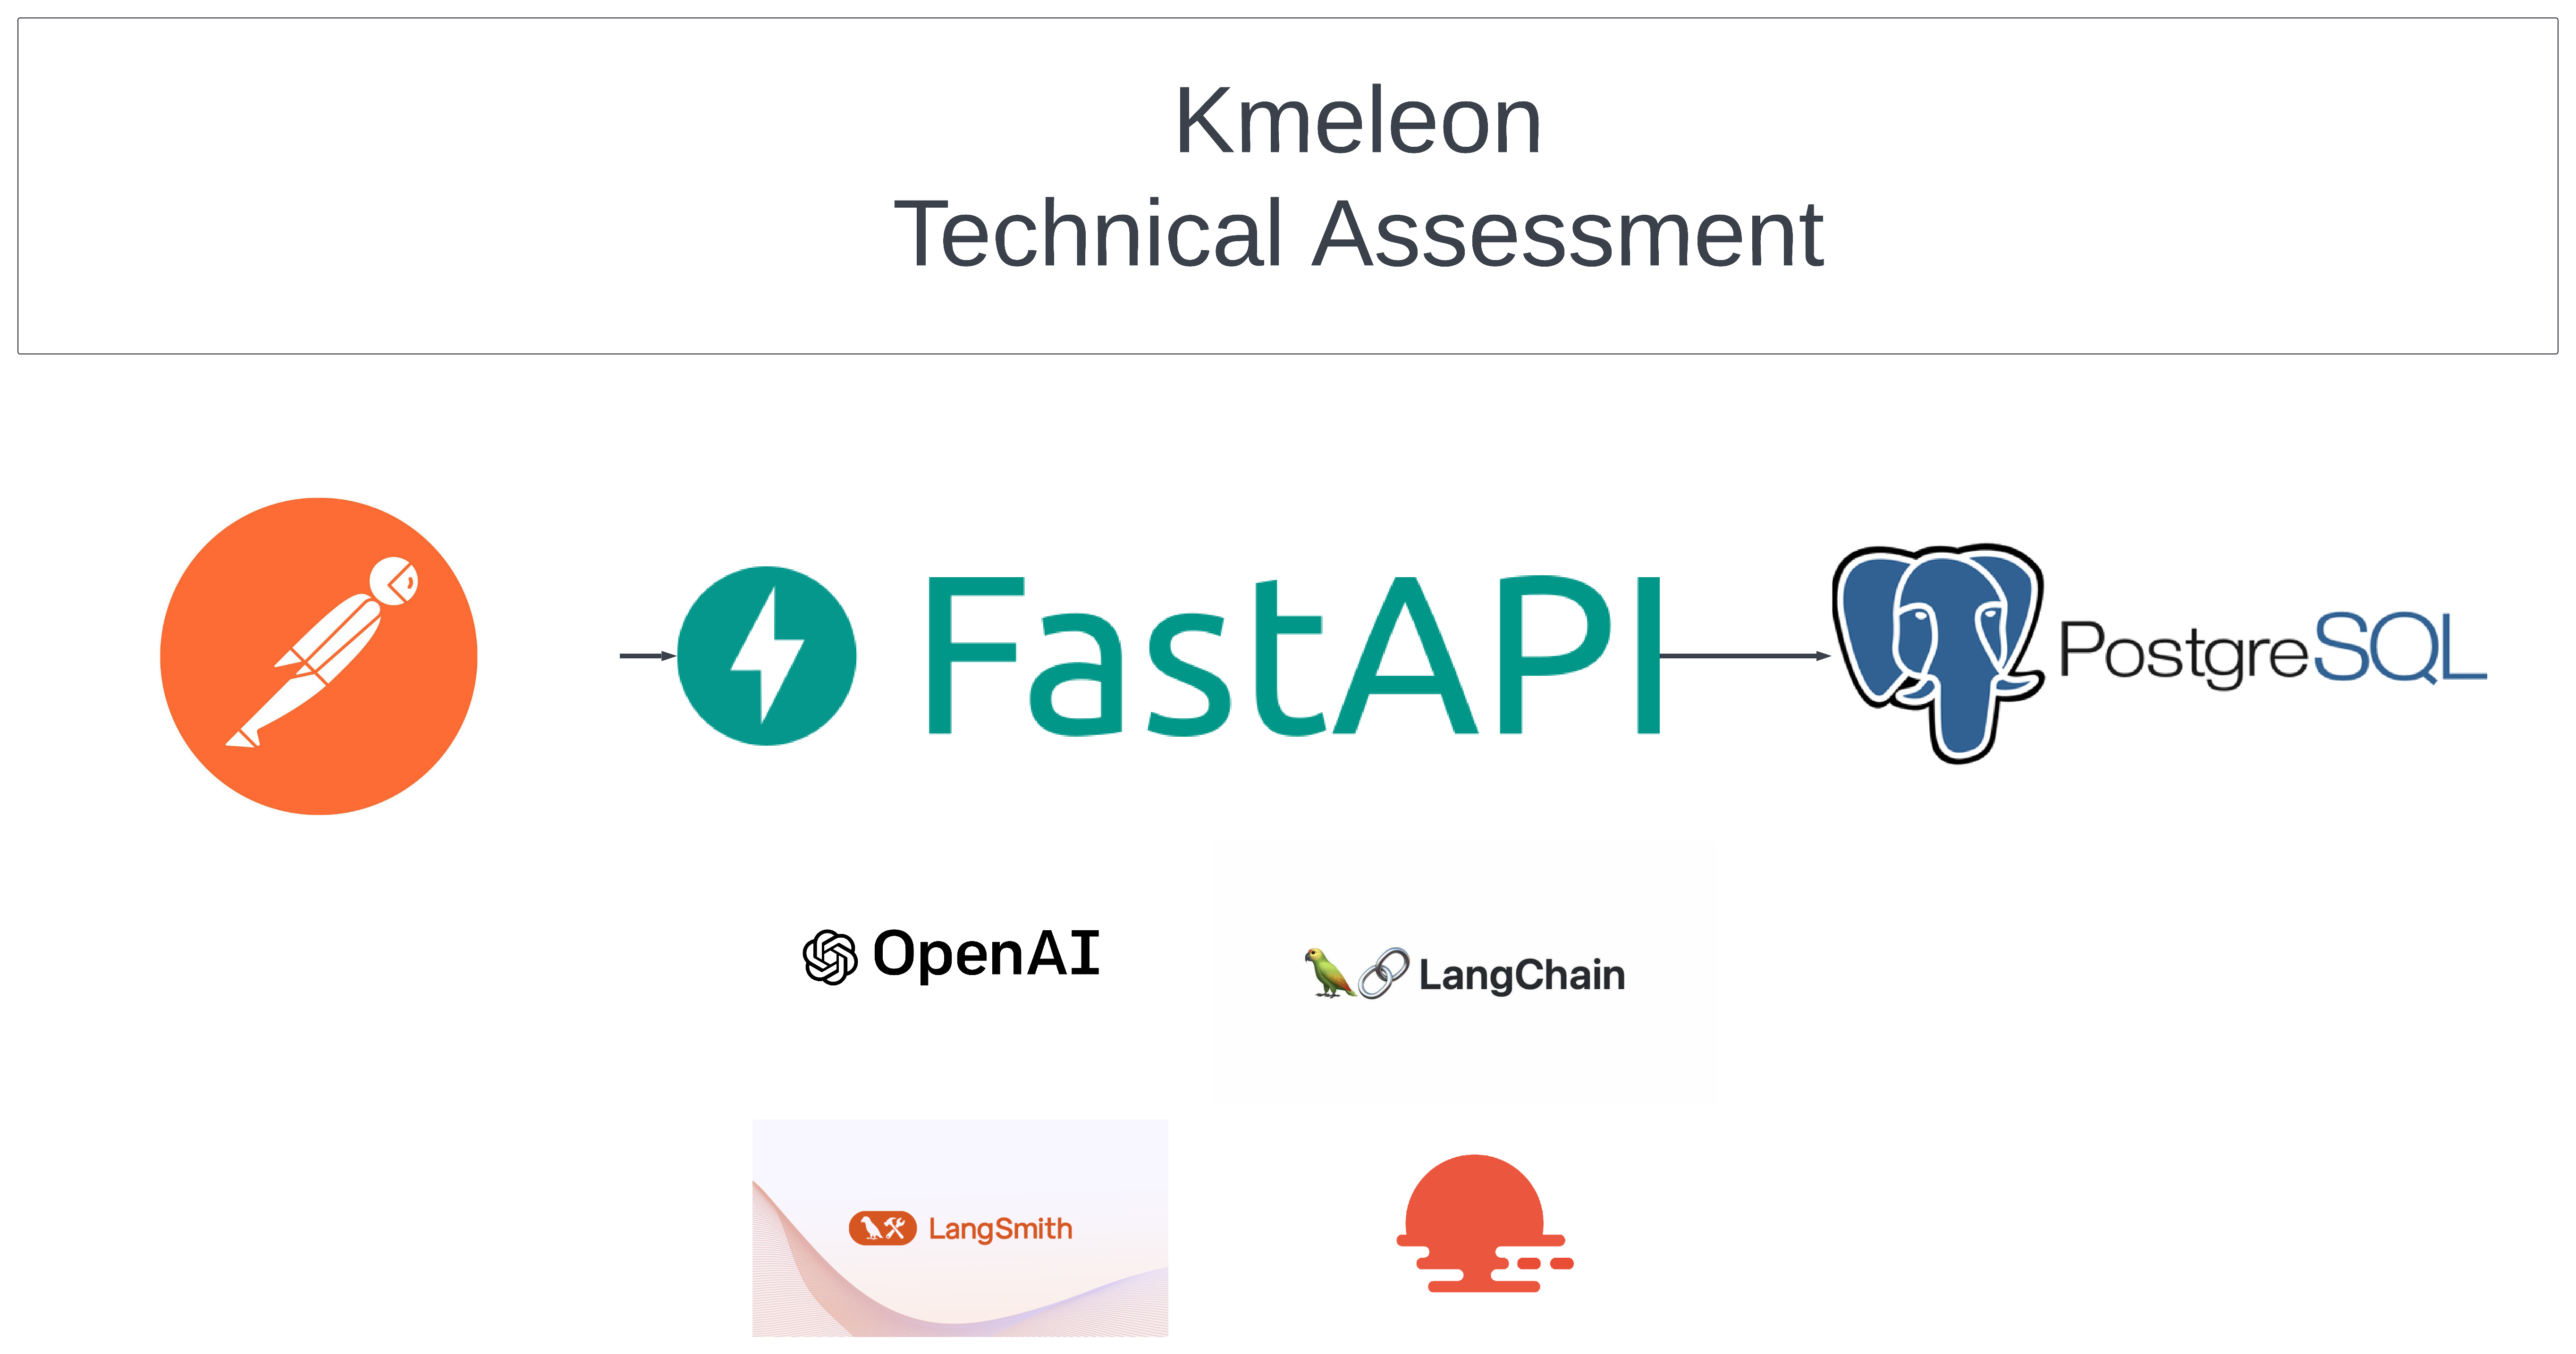 Kmeleon
Technical Assessment
FastAPI
PostgreSQL
OpenAI
LangChain
LangSmith